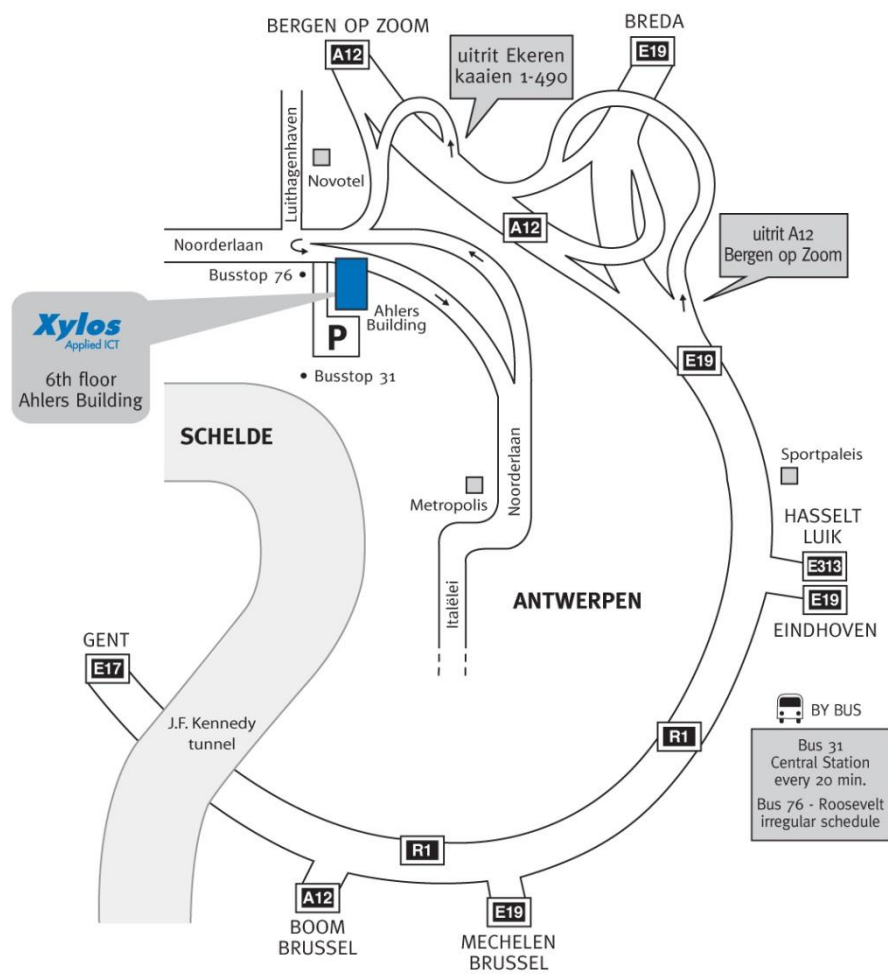 BERGEN OP ZOOM
A12
BREDA
E19
uitrit Ekeren
kaaien 1-490
Luithagenhaven
Novotel
A12
uitrit A12
Bergen op Zoom
Noorderlaan
Busstop 76
Ahlers
Building
Xylos
Applied ICT
6th floor
Ahlers Building
P
Busstop 31
E19
SCHELDE
Noorderlaan
Metropolis
Sportpaleis
HASSELT
LUIK
E313
E19
EINDHOVEN
Italëlei
ANTWERPEN
GENT
E17
J.F. Kennedy
tunnel
R1
BY BUS
Bus 31
Central Station
every 20 min.
Bus 76 - Roosevelt
irregular schedule
R1
A12
BOOM
BRUSSEL
E19
MECHELEN
BRUSSEL